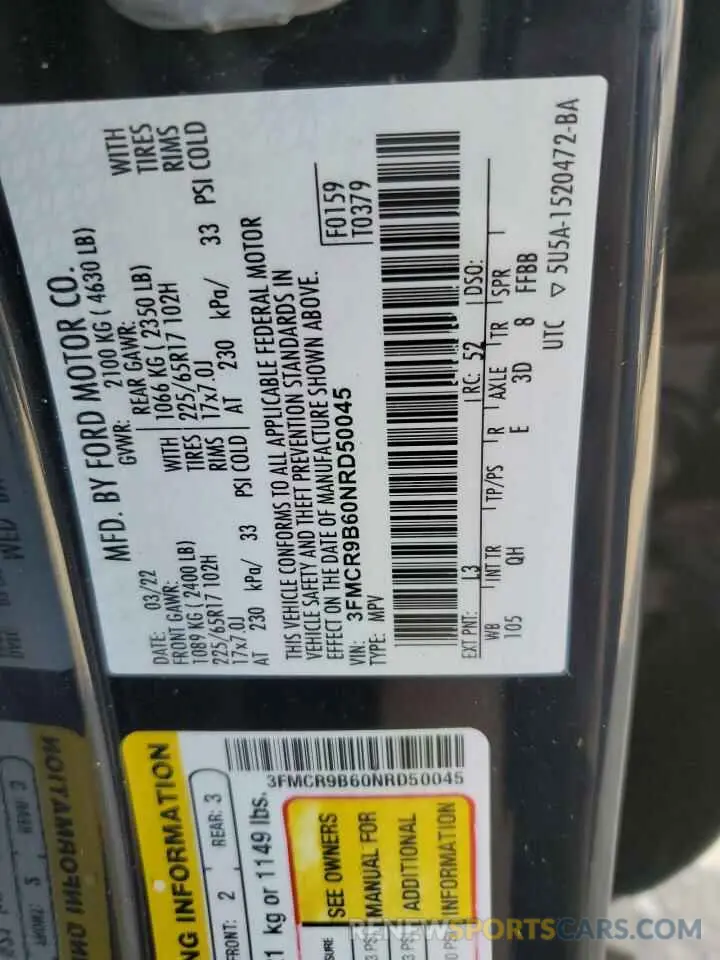 MFD. BY FORD MOTOR CO.
DATE: 03/22 GVWR: 2100 KG ( 4630 LB)
FRONT GAWR: REAR GAWR:
1089 KG ( 2400 LB) WITH 1066 KG ( 2350 LB) WITH
225/65R17 102H TIRES 225/65R17 102H TIRES
17x7.0J RIMS 17x7.0J RIMS
AT 230 kPa/ 33 PSI COLD AT 230 kPa/ 33 PSI COLD
THIS VEHICLE CONFORMS TO ALL APPLICABLE FEDERAL MOTOR
VEHICLE SAFETY AND THEFT PREVENTION STANDARDS IN
EFFECT ON THE DATE OF MANUFACTURE SHOWN ABOVE.
VIN: 3FMCR9B60NRD50045
TYPE: MPV
F0159
T0379
EXT PNT: L3 RC: 52 DSO:
WB INT TR TP/PS R AXLE TR SPR
105 QH E 3D 8 FFBB
UTC ▽ 5U5A-1520472-BA
INFORMATION
FRONT: 2 REAR: 3
kg or 1149 lbs.
3FMCR9B60NRD50045
SEE OWNERS
MANUAL FOR
ADDITIONAL
INFORMATION
RENEWSPORTSCARS.COM